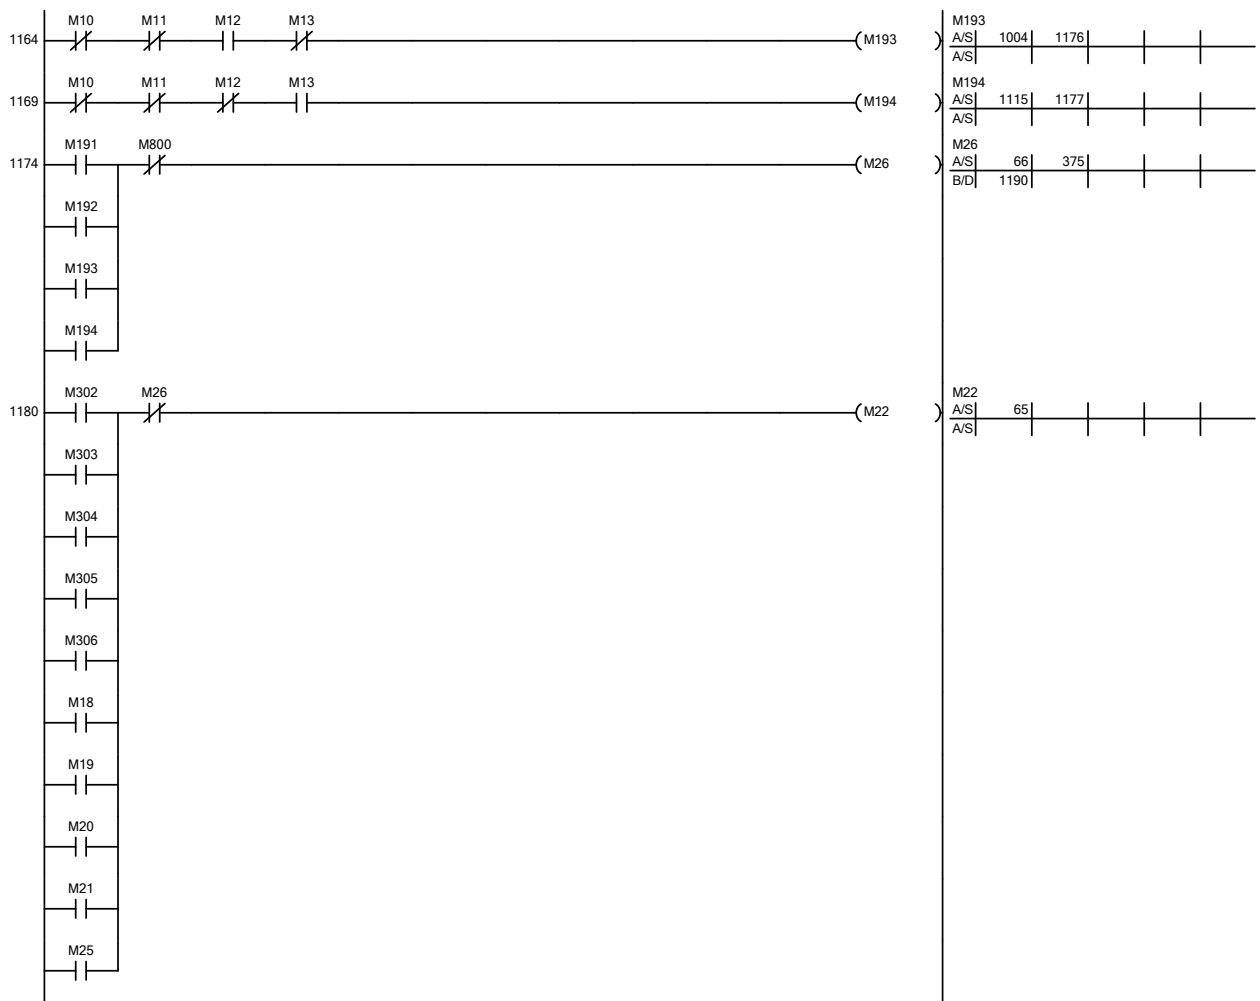 M10 M11 M12 M13 M193
1164 (M193 ) A/S 1004 1176
A/S
M10 M11 M12 M13 M194
1169 (M194 ) A/S 1115 1177
A/S
M191 M800 M26
1174 (M26 ) A/S 66 375
B/D 1190
M192
M193
M194
M302 M26 M22
1180 (M22 ) A/S 65
A/S
M303
M304
M305
M306
M18
M19
M20
M21
M25